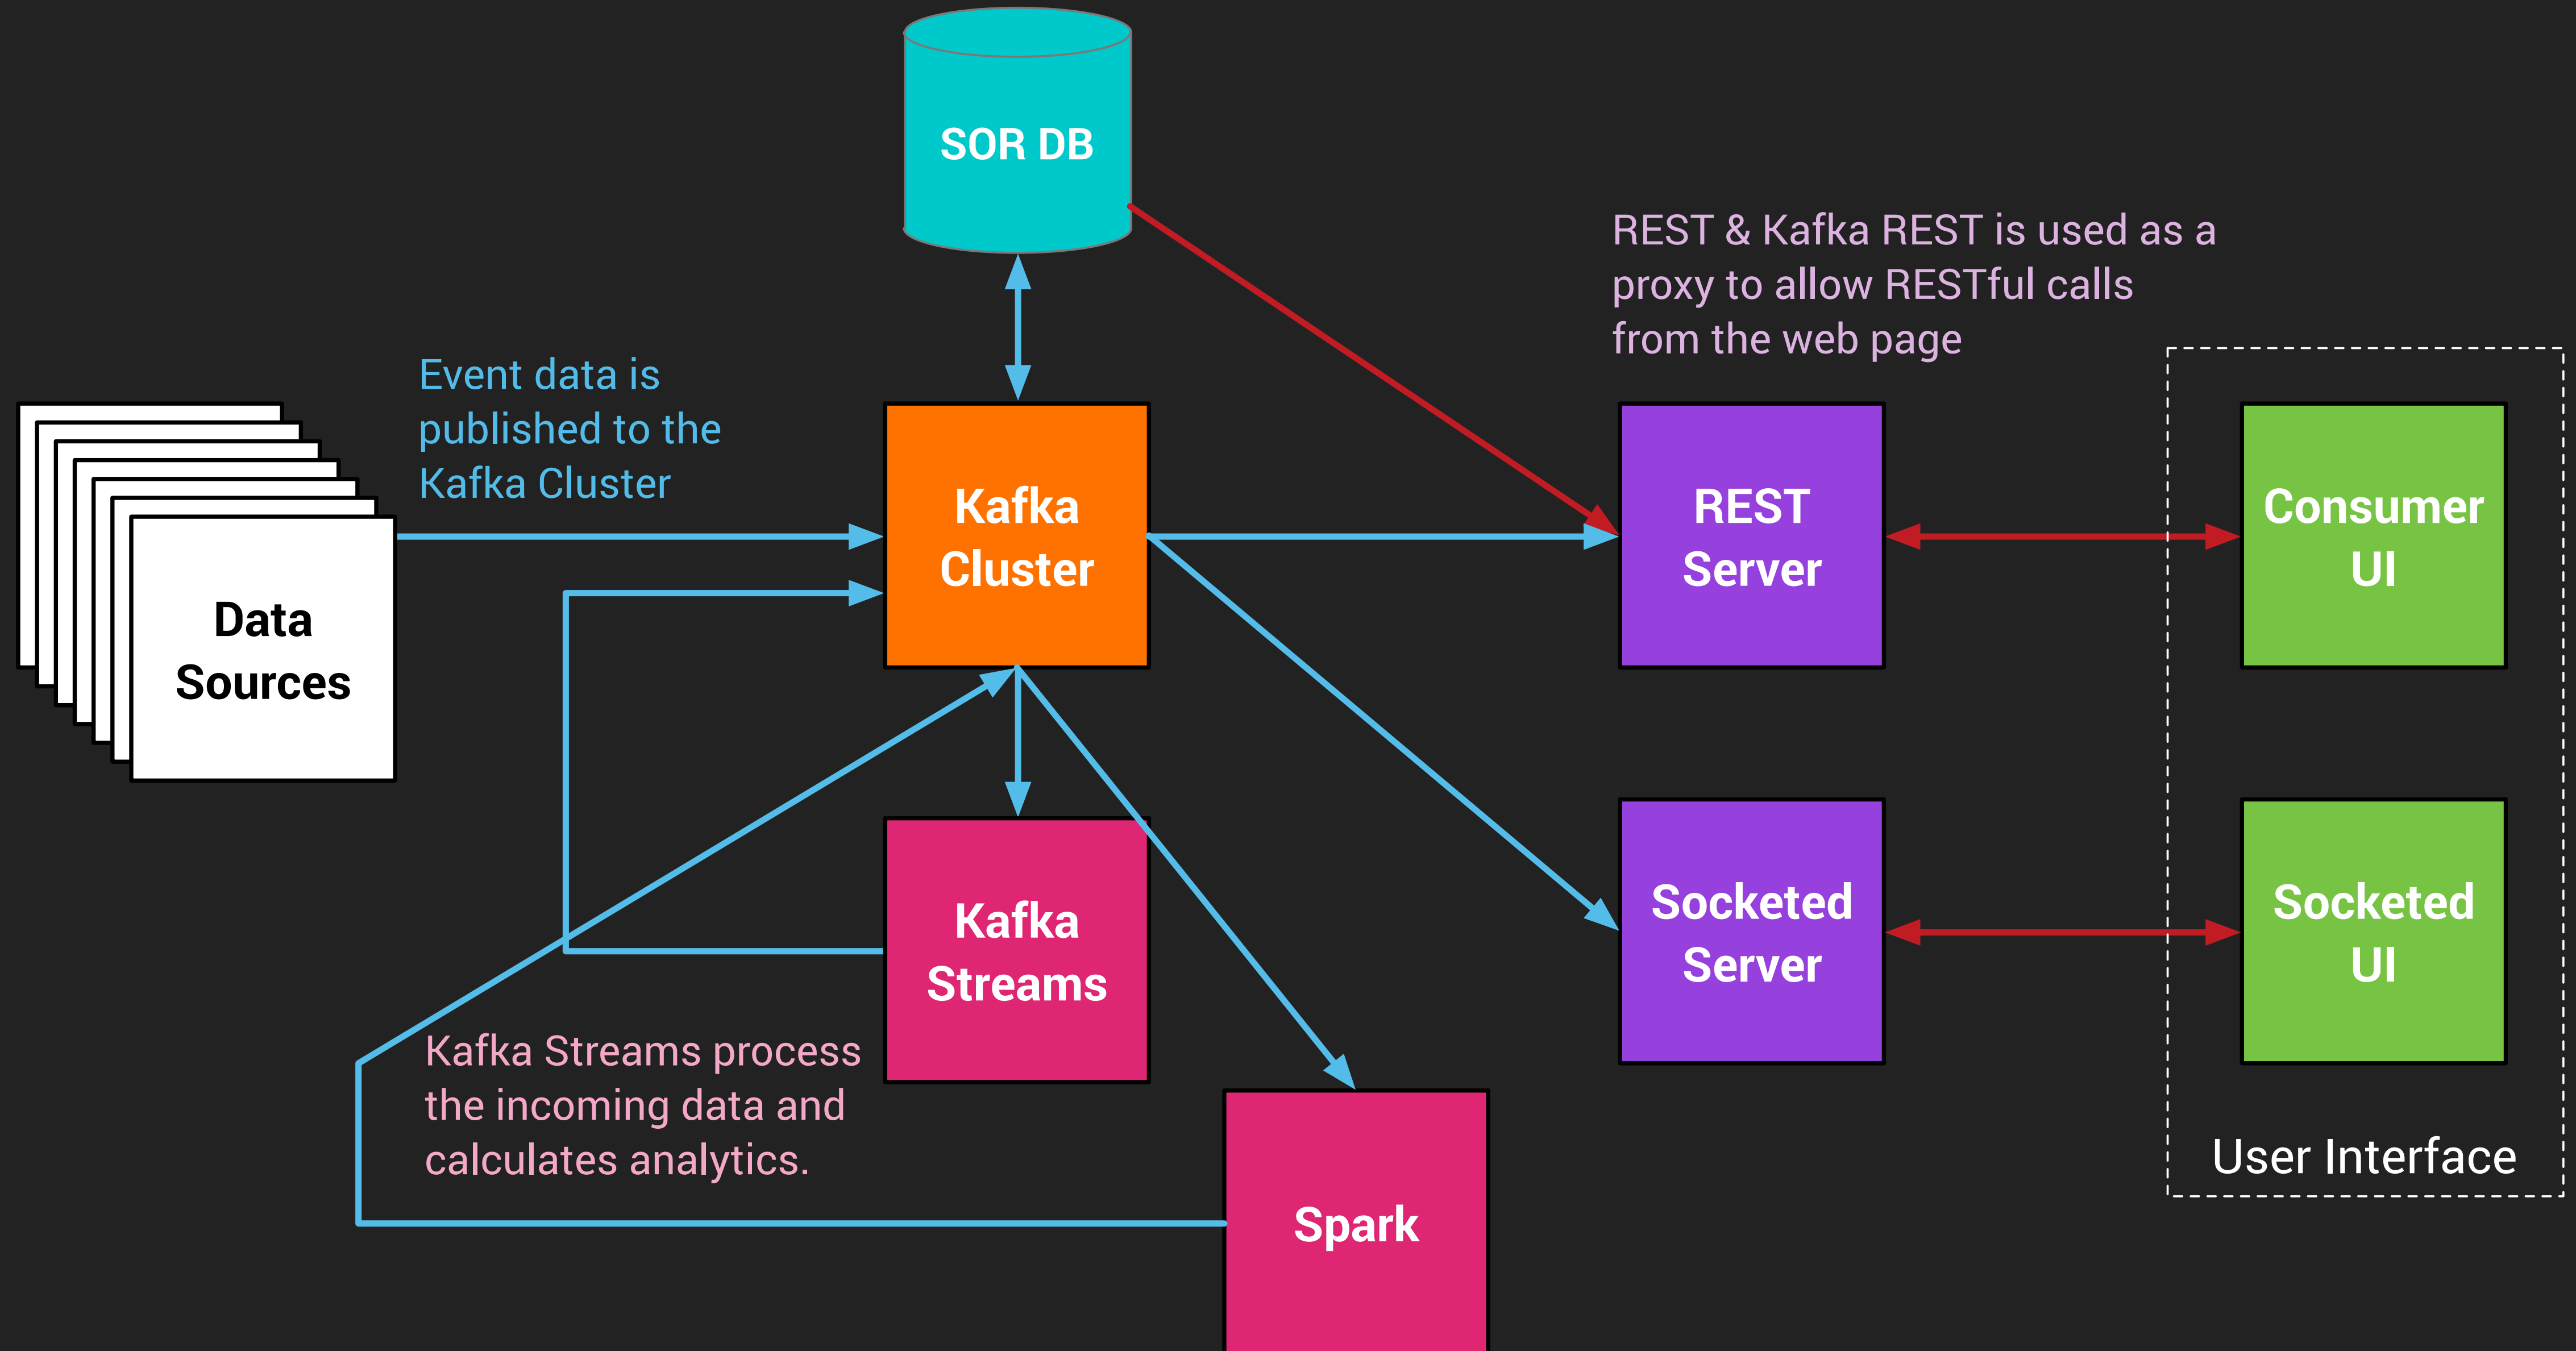 SOR DB
REST & Kafka REST is used as a
proxy to allow RESTful calls
from the web page
Event data is
published to the
Kafka Cluster
Data
Sources
Kafka
Cluster
REST
Server
Consumer
UI
Kafka
Streams
Socketed
Server
Socketed
UI
Kafka Streams process
the incoming data and
calculates analytics.
Spark
User Interface